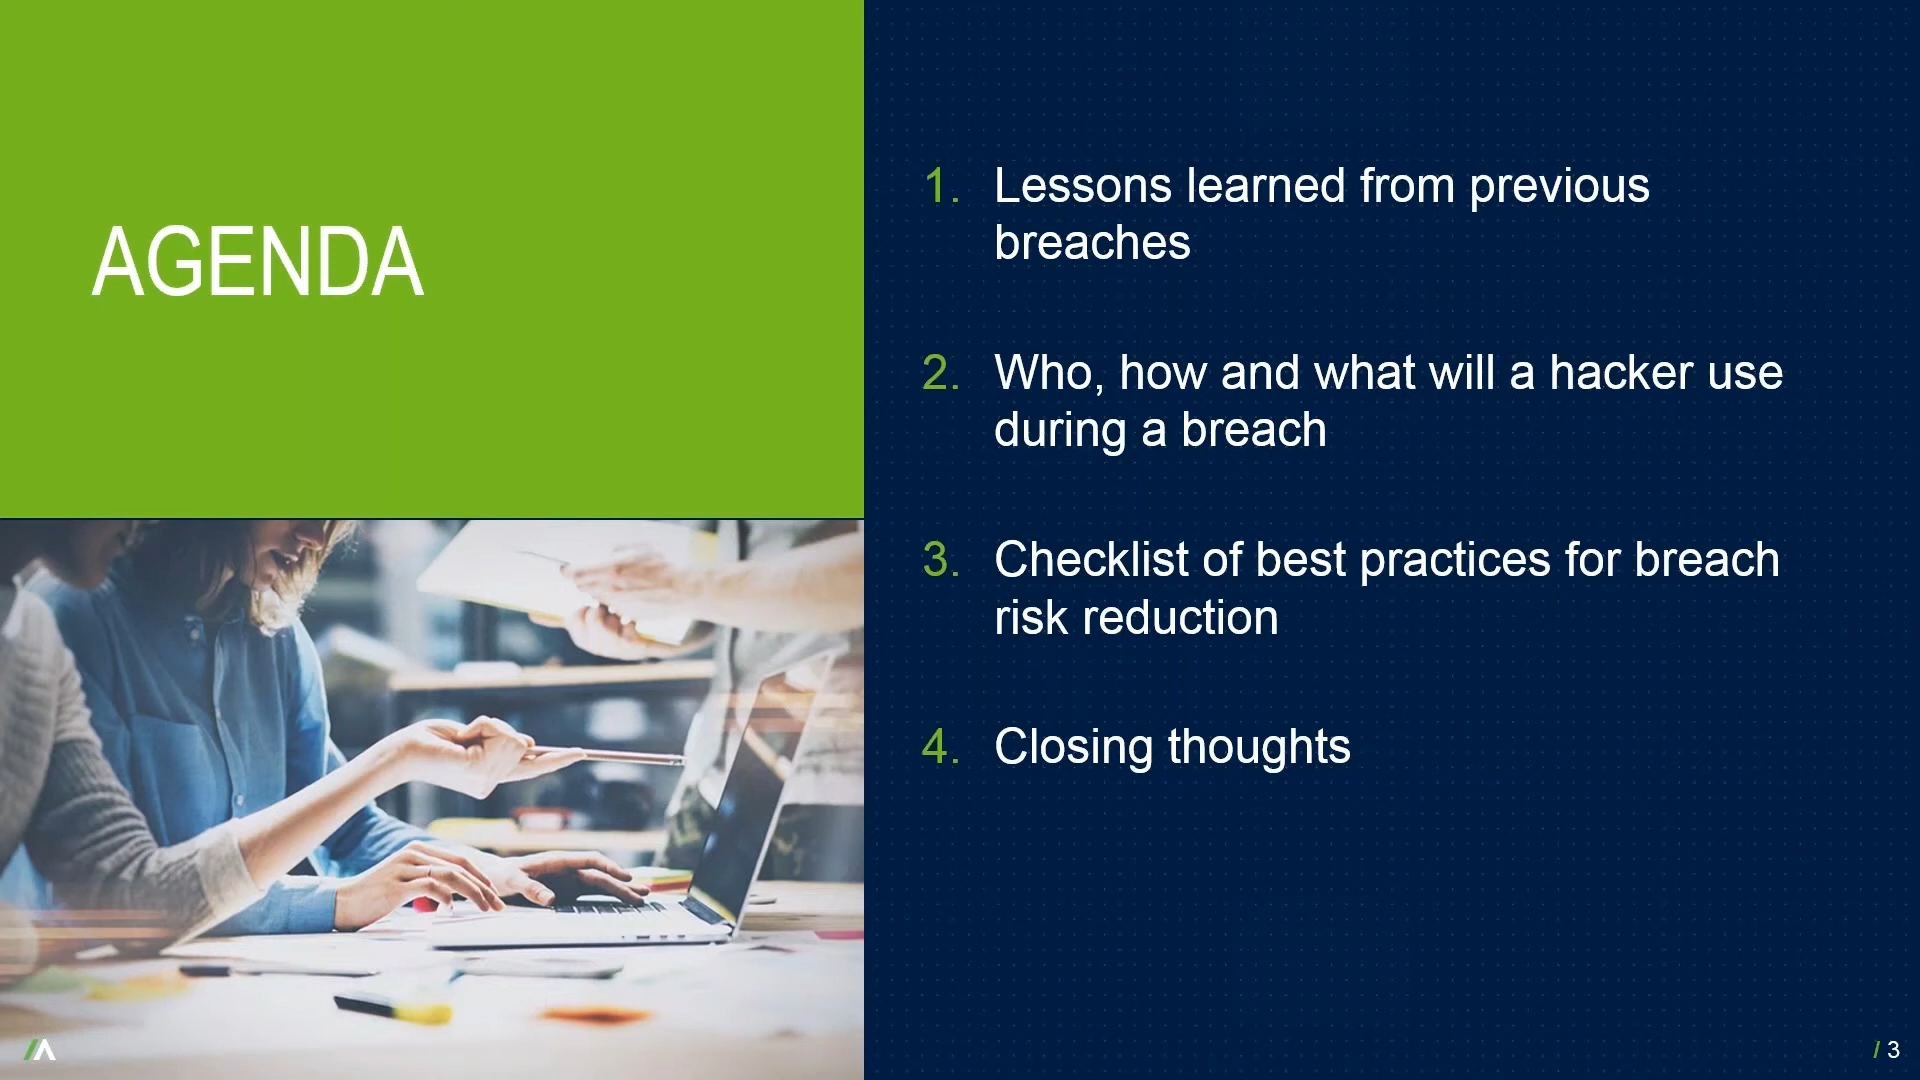 AGENDA
1. Lessons learned from previous
breaches
2. Who, how and what will a hacker use
during a breach
3. Checklist of best practices for breach
risk reduction
4. Closing thoughts
/ 3